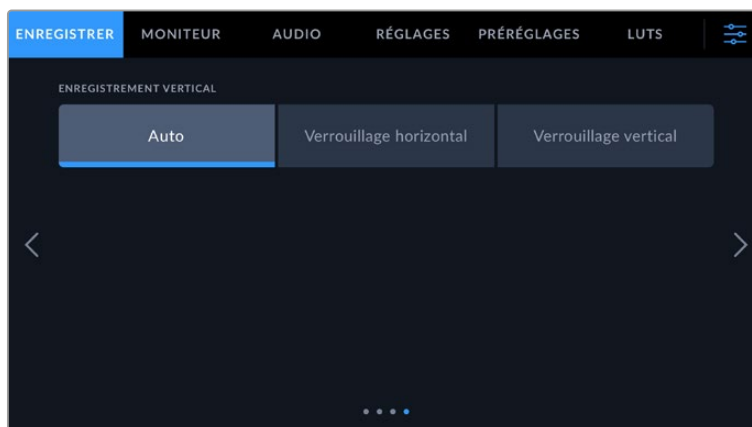 ENREGISTRER MONITEUR AUDIO RÉGLAGES PRÉRÉGLAGES LUTS
ENREGISTREMENT VERTICAL
Auto Verrouillage horizontal Verrouillage vertical